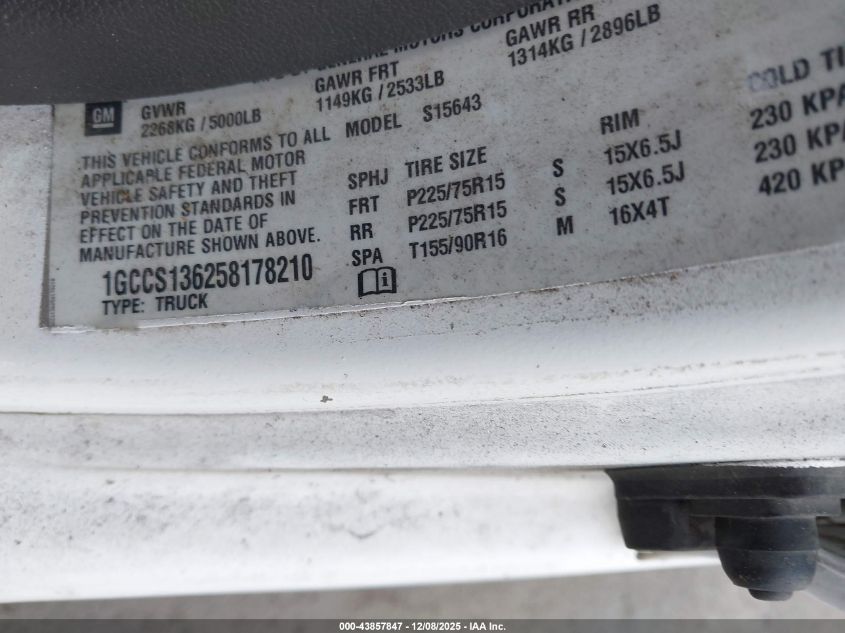 GENERAL MOTORS CORPORATION
GM GVWR GAWR FRT GAWR RR
2268KG / 5000LB 1149KG / 2533LB 1314KG / 2896LB
THIS VEHICLE CONFORMS TO ALL
APPLICABLE FEDERAL MOTOR
VEHICLE SAFETY AND THEFT
PREVENTION STANDARDS IN
EFFECT ON THE DATE OF
MANUFACTURE SHOWN ABOVE.
1GCCS136258178210
TYPE: TRUCK
MODEL S15643
TIRE SIZE RIM COLD TI
SPHJ
FRT P225/75R15 S 15X6.5J 230 KPA
RR P225/75R15 S 15X6.5J 230 KPA
SPA T155/90R16 M 16X4T 420 KP
i
000-43857847 - 12/08/2025 - IAA Inc.